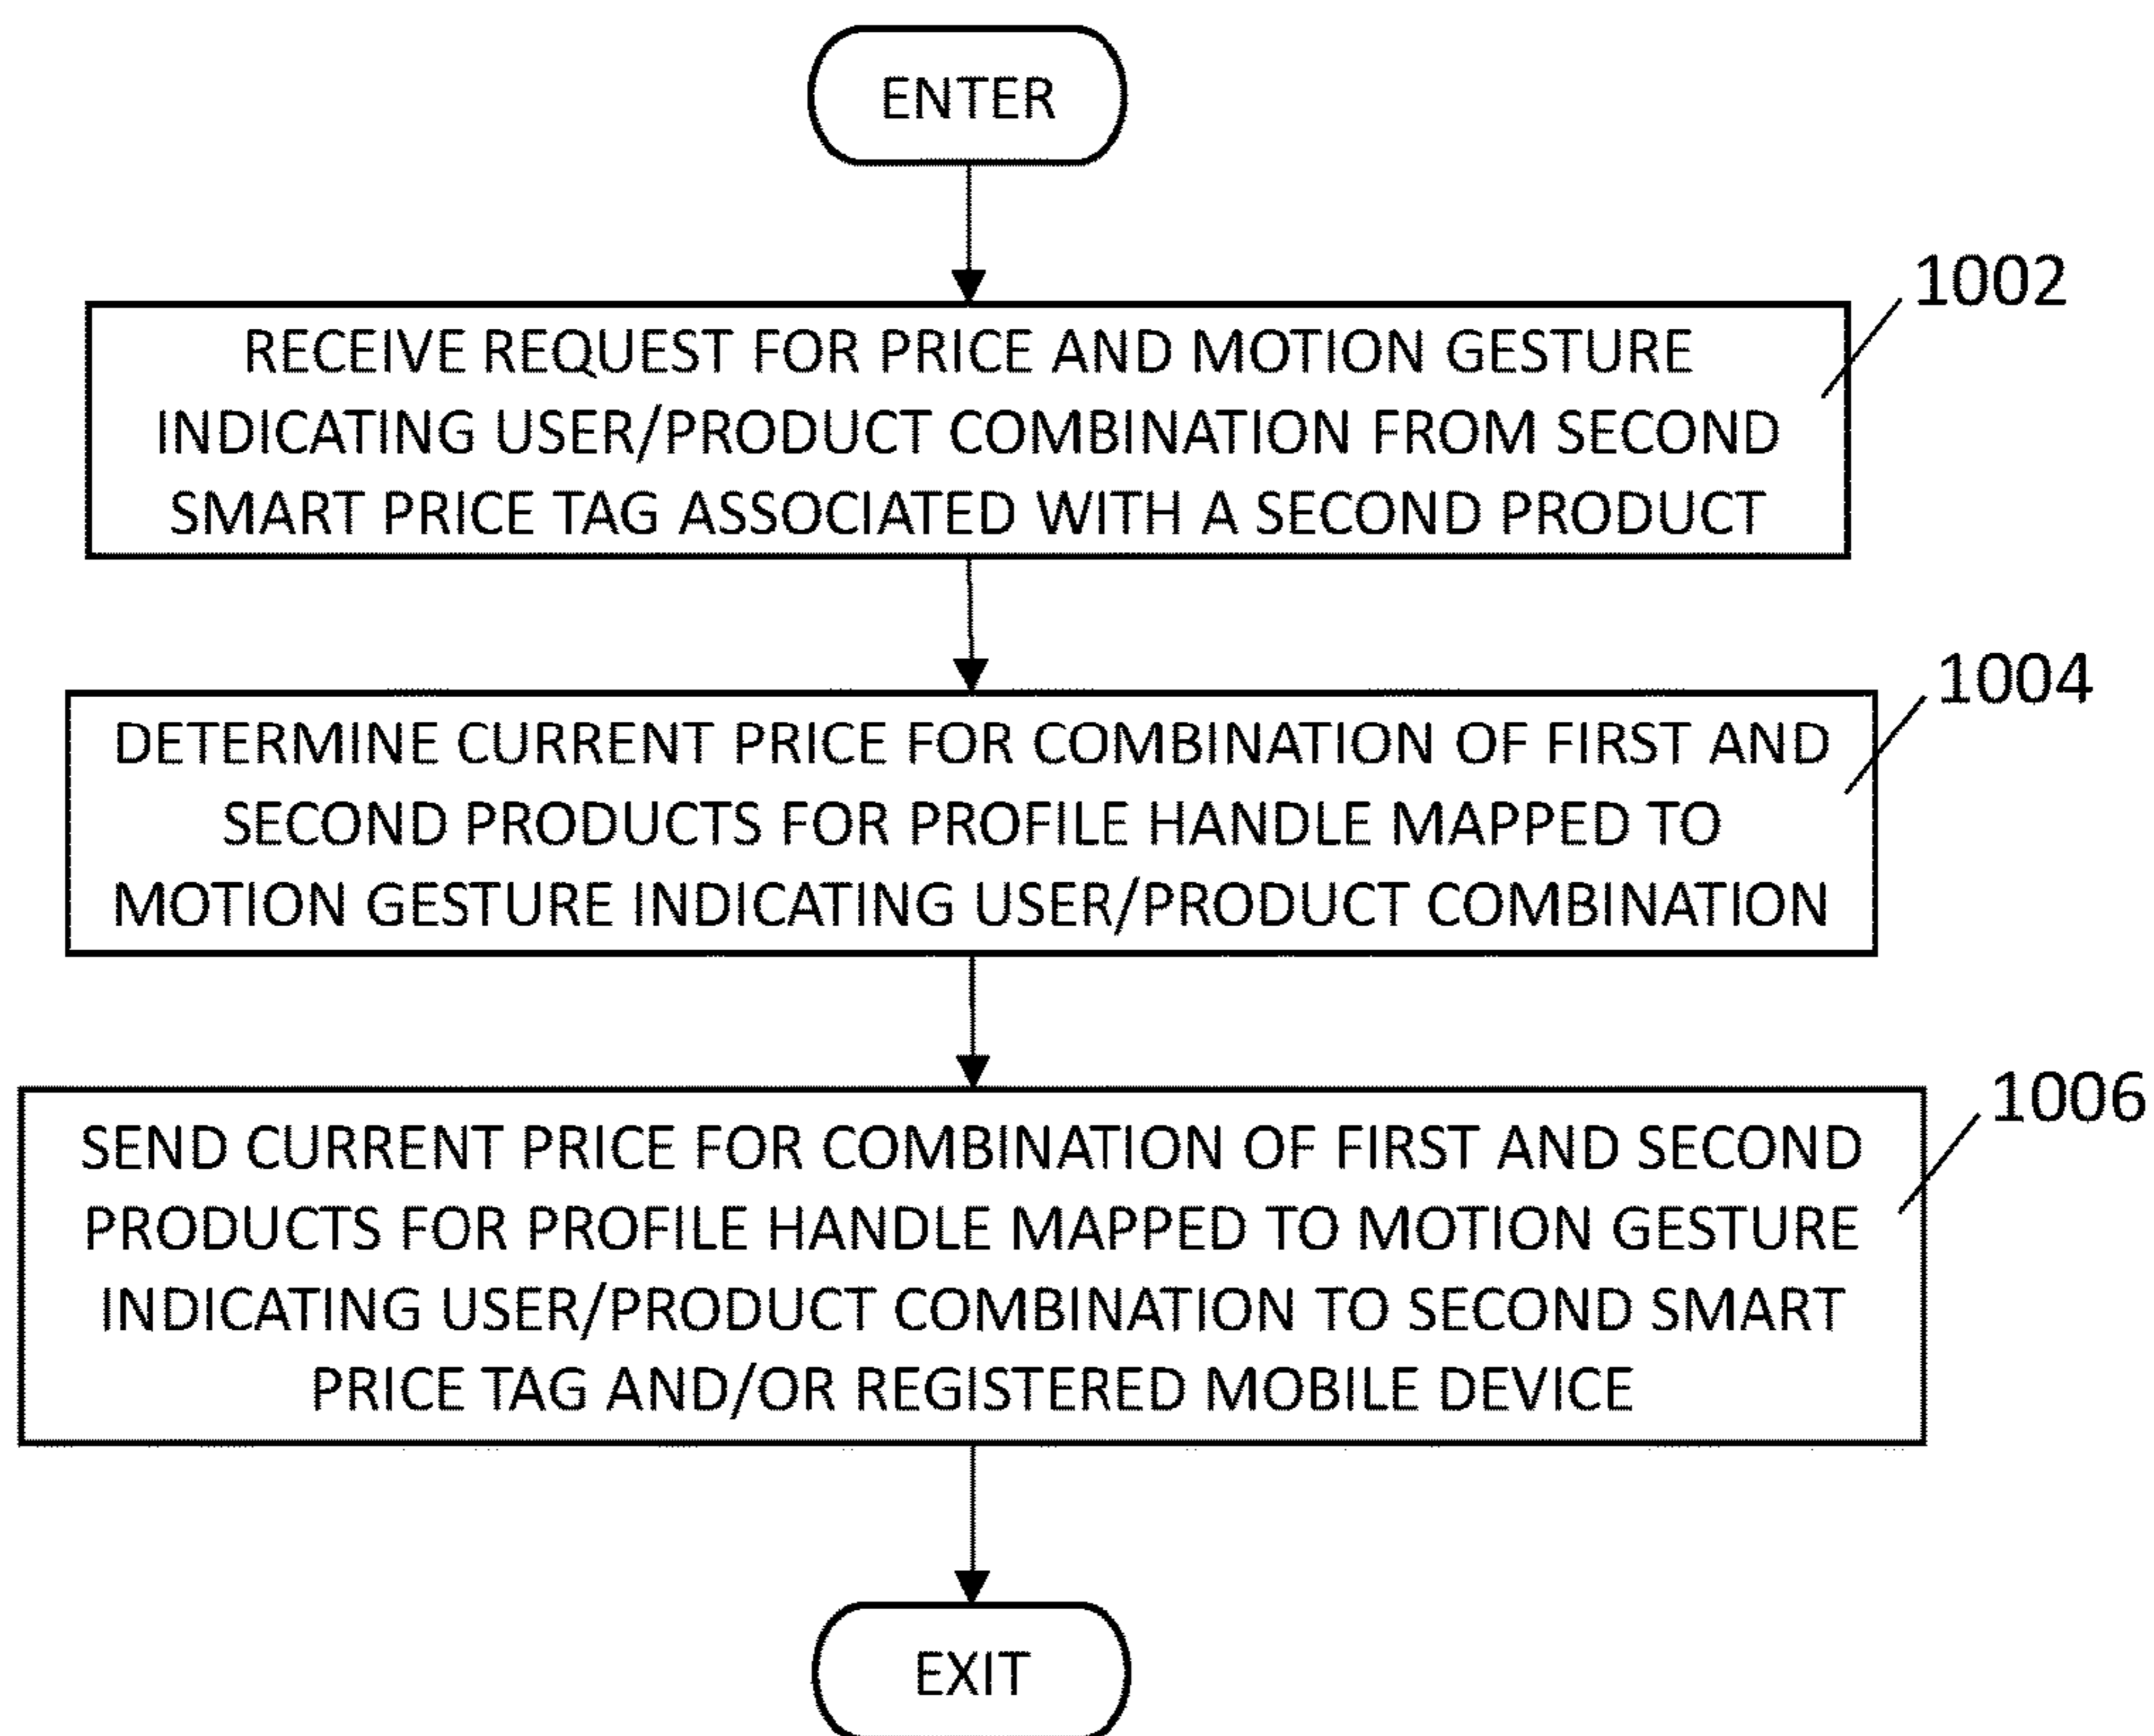 ENTER
1002
RECEIVE REQUEST FOR PRICE AND MOTION GESTURE
INDICATING USER/PRODUCT COMBINATION FROM SECOND
SMART PRICE TAG ASSOCIATED WITH A SECOND PRODUCT
1004
DETERMINE CURRENT PRICE FOR COMBINATION OF FIRST AND
SECOND PRODUCTS FOR PROFILE HANDLE MAPPED TO
MOTION GESTURE INDICATING USER/PRODUCT COMBINATION
1006
SEND CURRENT PRICE FOR COMBINATION OF FIRST AND SECOND
PRODUCTS FOR PROFILE HANDLE MAPPED TO MOTION GESTURE
INDICATING USER/PRODUCT COMBINATION TO SECOND SMART
PRICE TAG AND/OR REGISTERED MOBILE DEVICE
EXIT